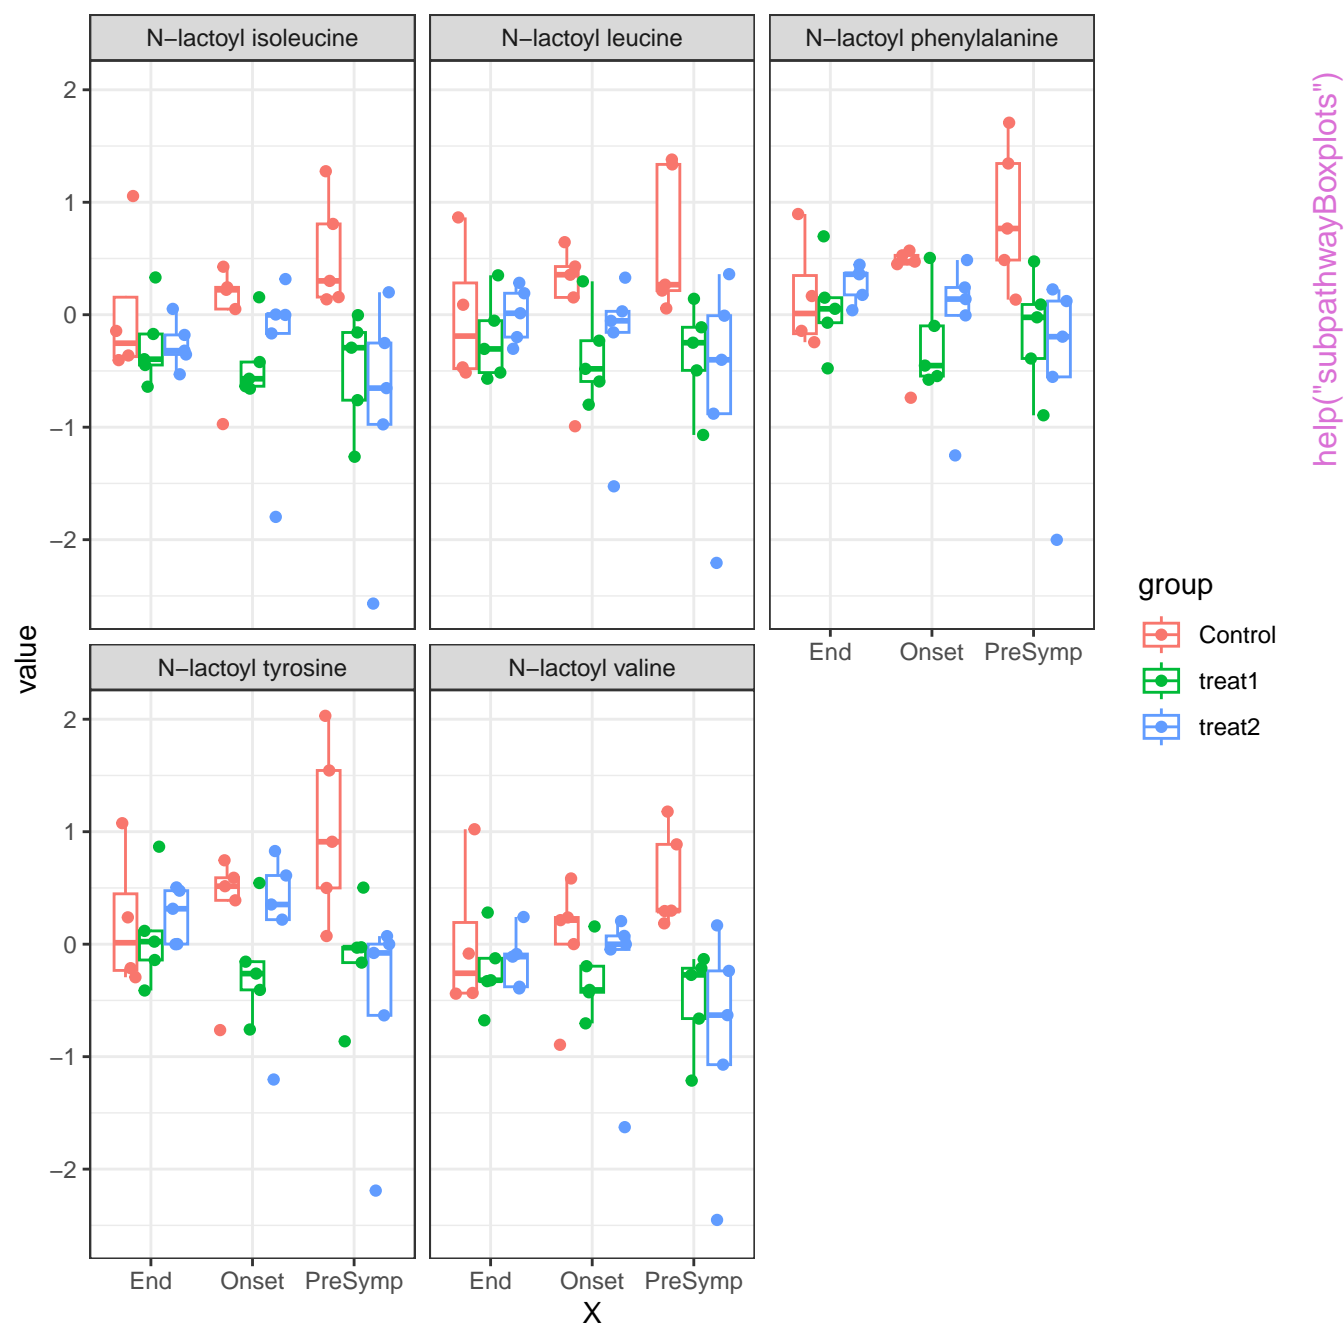 N−lactoyl isoleucine
N−lactoyl leucine
N−lactoyl phenylalanine
2
1
0
−1
−2
End
Onset
PreSymp
N−lactoyl tyrosine
N−lactoyl valine
2
1
0
−1
−2
End
Onset
PreSymp
End
Onset
PreSymp
X
value
group
Control
treat1
treat2
help("subpathwayBoxplots")